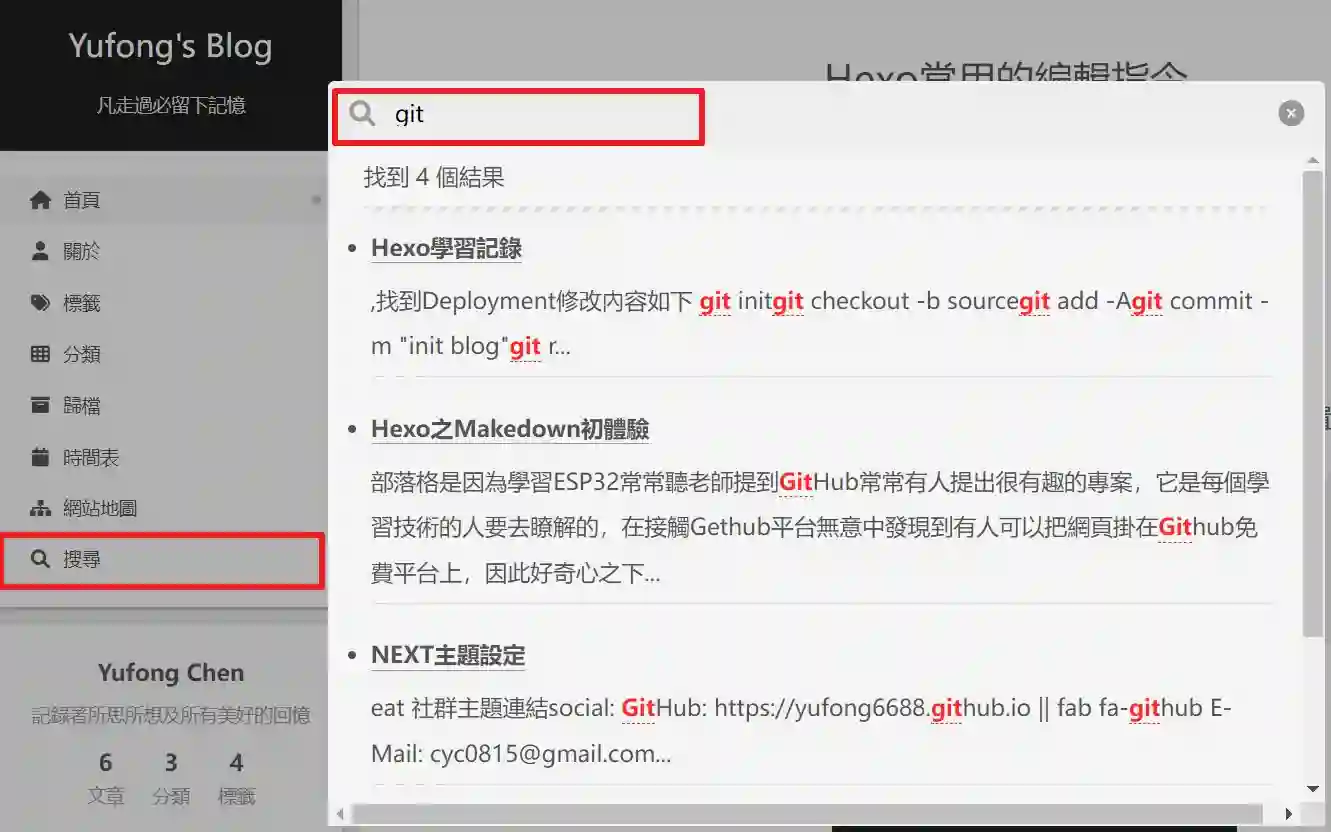 Yufong's Blog
凡走過必留下記憶
首頁
關於
標籤
分類
歸檔
時間表
網站地圖
搜尋
Yufong Chen
記錄著所思所想及所有美好的回憶
6 3 4
文章 分類 標籤
Hexo常用的編輯指令
git
找到 4 個結果
Hexo學習記錄
,找到Deployment修改內容如下 git initgit checkout -b sourcegit add -Agit commit -
m "init blog"git r...
Hexo之Makedown初體驗
部落格是因為學習ESP32常常聽老師提到GitHub常常有人提出很有趣的專案，它是每個學
習技術的人要去瞭解的，在接觸Gethub平台無意中發現到有人可以把網頁掛在Github免
費平台上，因此好奇心之下...
NEXT主題設定
eat 社群主題連結social: GitHub: https://yufong6688.github.io || fab fa-github E-
Mail: cyc0815@gmail.com...